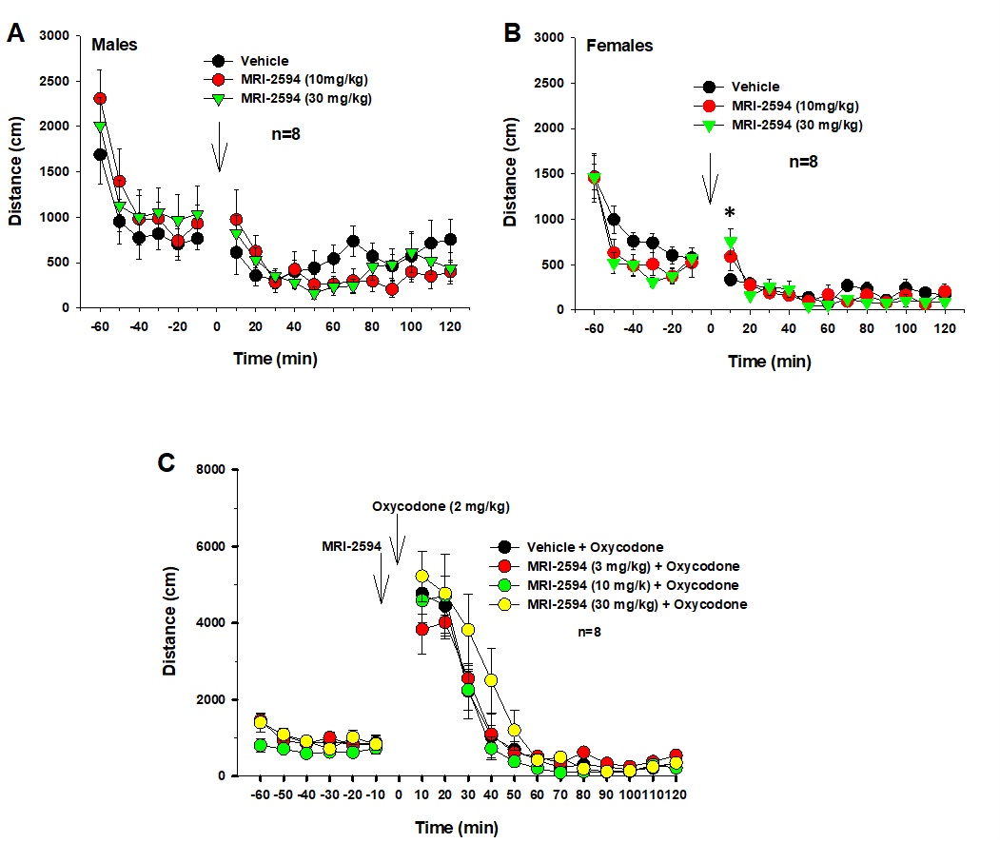 A
Males
Vehicle
MRI-2594 (10mg/kg)
MRI-2594 (30 mg/kg)
n=8
3000
2500
2000
1500
1000
500
0
Distance (cm)
-60 -40 -20 0 20 40 60 80 100 120
Time (min)
B
Females
Vehicle
MRI-2594 (10mg/kg)
MRI-2594 (30 mg/kg)
n=8
*
3000
2500
2000
1500
1000
500
0
Distance (cm)
-60 -40 -20 0 20 40 60 80 100 120
Time (min)
C
Oxycodone (2 mg/kg)
MRI-2594
Vehicle + Oxycodone
MRI-2594 (3 mg/kg) + Oxycodone
MRI-2594 (10 mg/k) + Oxycodone
MRI-2594 (30 mg/kg) + Oxycodone
n=8
8000
6000
4000
2000
0
Distance (cm)
-60 -50 -40 -30 -20 -10 0 10 20 30 40 50 60 70 80 90 100 110 120
Time (min)